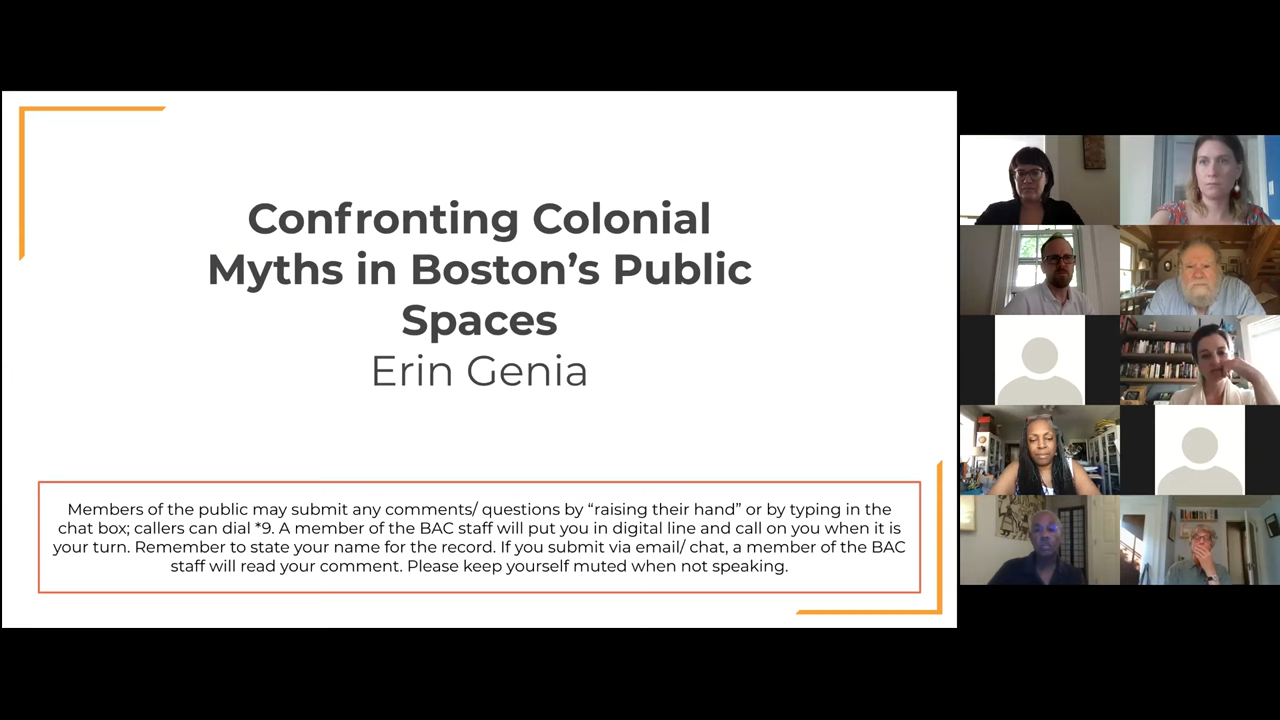 Confronting Colonial
Myths in Boston’s Public
Spaces
Erin Genia
Members of the public may submit any comments/ questions by “raising their hand” or by typing in the
chat box; callers can dial *9. A member of the BAC staff will put you in digital line and call on you when it is
your turn. Remember to state your name for the record. If you submit via email/ chat, a member of the BAC
staff will read your comment. Please keep yourself muted when not speaking.